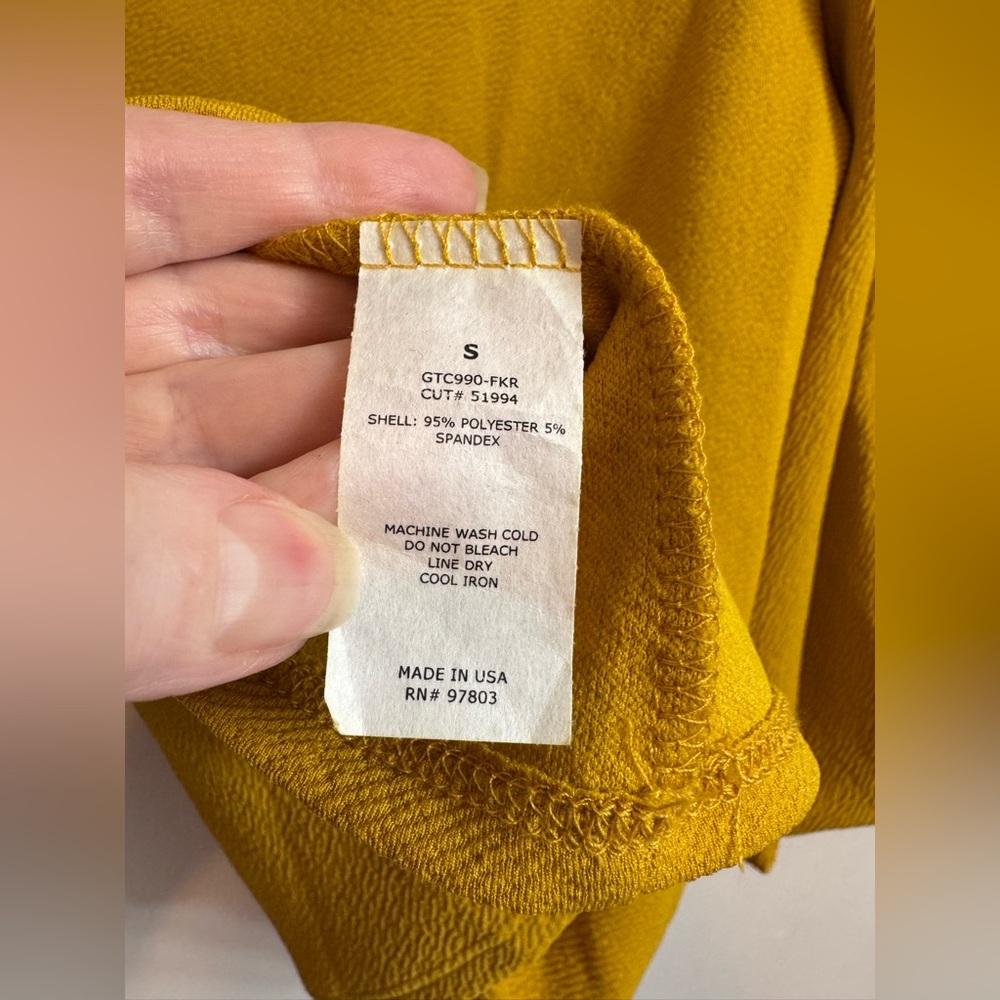 S
GTC990-FKR
CUT# 51994
SHELL: 95% POLYESTER 5%
SPANDEX
MACHINE WASH COLD
DO NOT BLEACH
LINE DRY
COOL IRON
MADE IN USA
RN# 97803